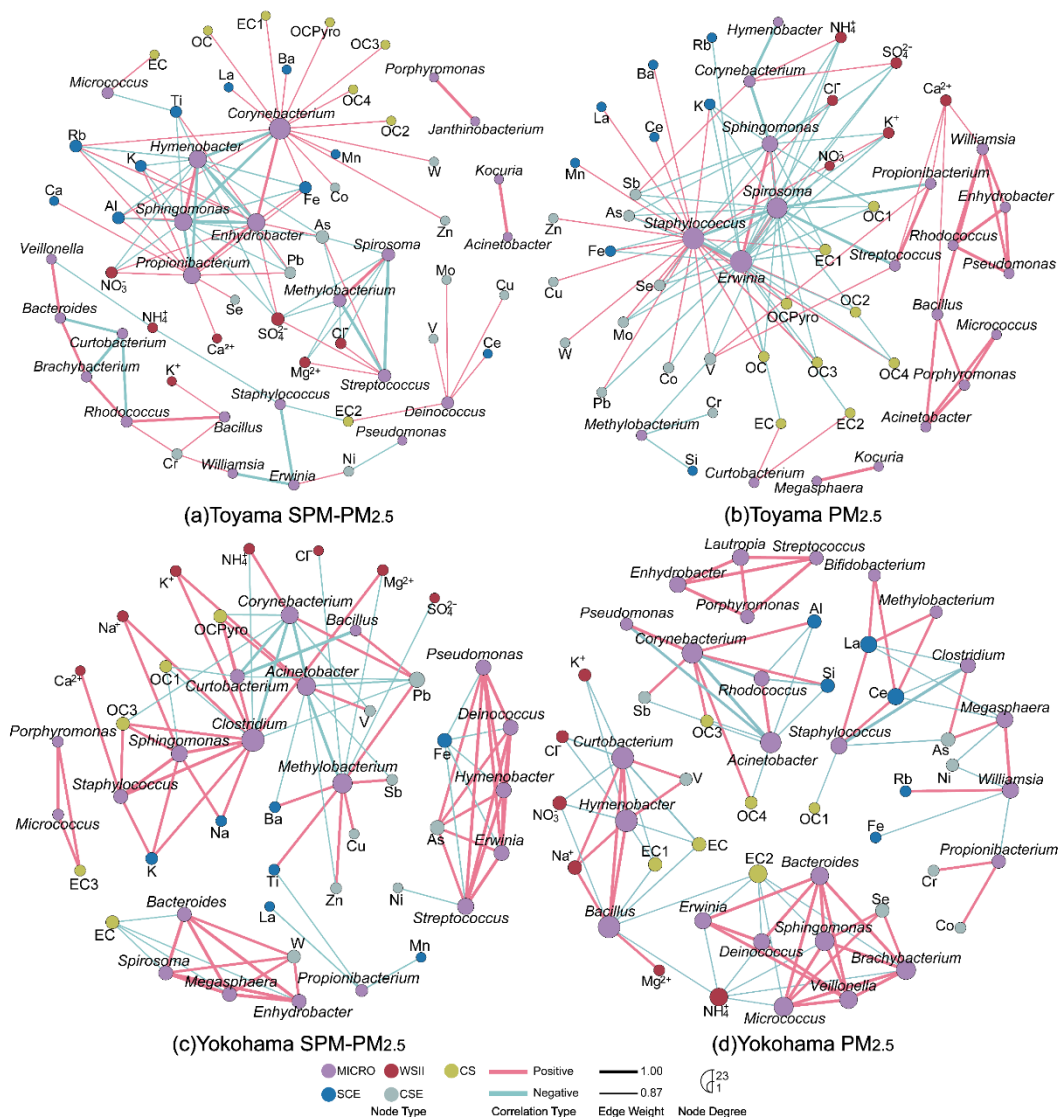 EC1
OCPyro
OC
OC3
EC
Ba
La
Porphyromonas
Micrococcus
OC4
Ti
Corynebacterium
Janthinobacterium
OC2
Rb
Hymenobacter
K
Mn
W
Kocuria
Ca
Fe
Co
Al
Sphingomonas
Enhydrobacter
As
Zn
Acinetobacter
Veillonella
Spirosoma
Propionibacterium
Pb
Mo
NO₃⁻
Se
Methylobacterium
Cu
Bacteroides
NH₄⁺
SO₄²⁻
Cl⁻
V
Curtobacterium
Ca²⁺
Mg²⁺
Ce
Brachybacterium
K⁺
Staphylococcus
Streptococcus
Rhodococcus
Bacillus
EC2
Deinococcus
Pseudomonas
Cr
Williamsia
Ni
Erwinia
(a)Toyama SPM-PM2.5
Hymenobacter
NH₄⁺
Rb
SO₄²⁻
Corynebacterium
Ba
K
Cl⁻
Ca²⁺
La
Sphingomonas
K⁺
Williamsia
Ce
NO₃⁻
Propionibacterium
Mn
Sb
Spirosoma
Enhydrobacter
As
Staphylococcus
OC1
Zn
Rhodococcus
Fe
Streptococcus
Erwinia
EC1
Pseudomonas
Cu
Se
OC2
Bacillus
OCPyro
Mo
Micrococcus
W
Co
V
OC
OC3
OC4
Porphyromonas
Pb
Cr
Acinetobacter
Methylobacterium
EC
EC2
Si
Curtobacterium
Kocuria
Megasphaera
(b)Toyama PM2.5
NH₄⁺
Cl⁻
K⁺
Mg²⁺
Corynebacterium
SO₄²⁻
Na⁺
OCPyro
Bacillus
Ca²⁺
OC1
Acinetobacter
Pseudomonas
Curtobacterium
Pb
OC3
V
Clostridium
Deinococcus
Porphyromonas
Sphingomonas
Fe
Methylobacterium
Hymenobacter
Staphylococcus
Sb
Micrococcus
Na
Ba
As
Erwinia
Cu
EC3
K
Ti
Zn
Ni
Streptococcus
Bacteroides
La
EC
W
Mn
Spirosoma
Propionibacterium
Megasphaera
Enhydrobacter
(c)Yokohama SPM-PM2.5
Lautropia
Streptococcus
Bifidobacterium
Enhydrobacter
Pseudomonas
Porphyromonas
Al
Methylobacterium
Corynebacterium
La
Clostridium
K⁺
Rhodococcus
Si
Ce
Sb
Megasphaera
OC3
Staphylococcus
Cl⁻
Curtobacterium
Acinetobacter
As
V
Ni
Williamsia
NO₃⁻
Hymenobacter
Rb
OC4
OC1
EC1
EC
Fe
Na⁺
EC2
Bacteroides
Propionibacterium
Cr
Bacillus
Erwinia
Se
Sphingomonas
Co
Deinococcus
Brachybacterium
Mg²⁺
Veillonella
NH₄⁺
Micrococcus
(d)Yokohama PM2.5
MICRO
WSII
CS
Positive
1.00
23
1
SCE
CSE
Negative
0.87
Node Type
Correlation Type
Edge Weight
Node Degree